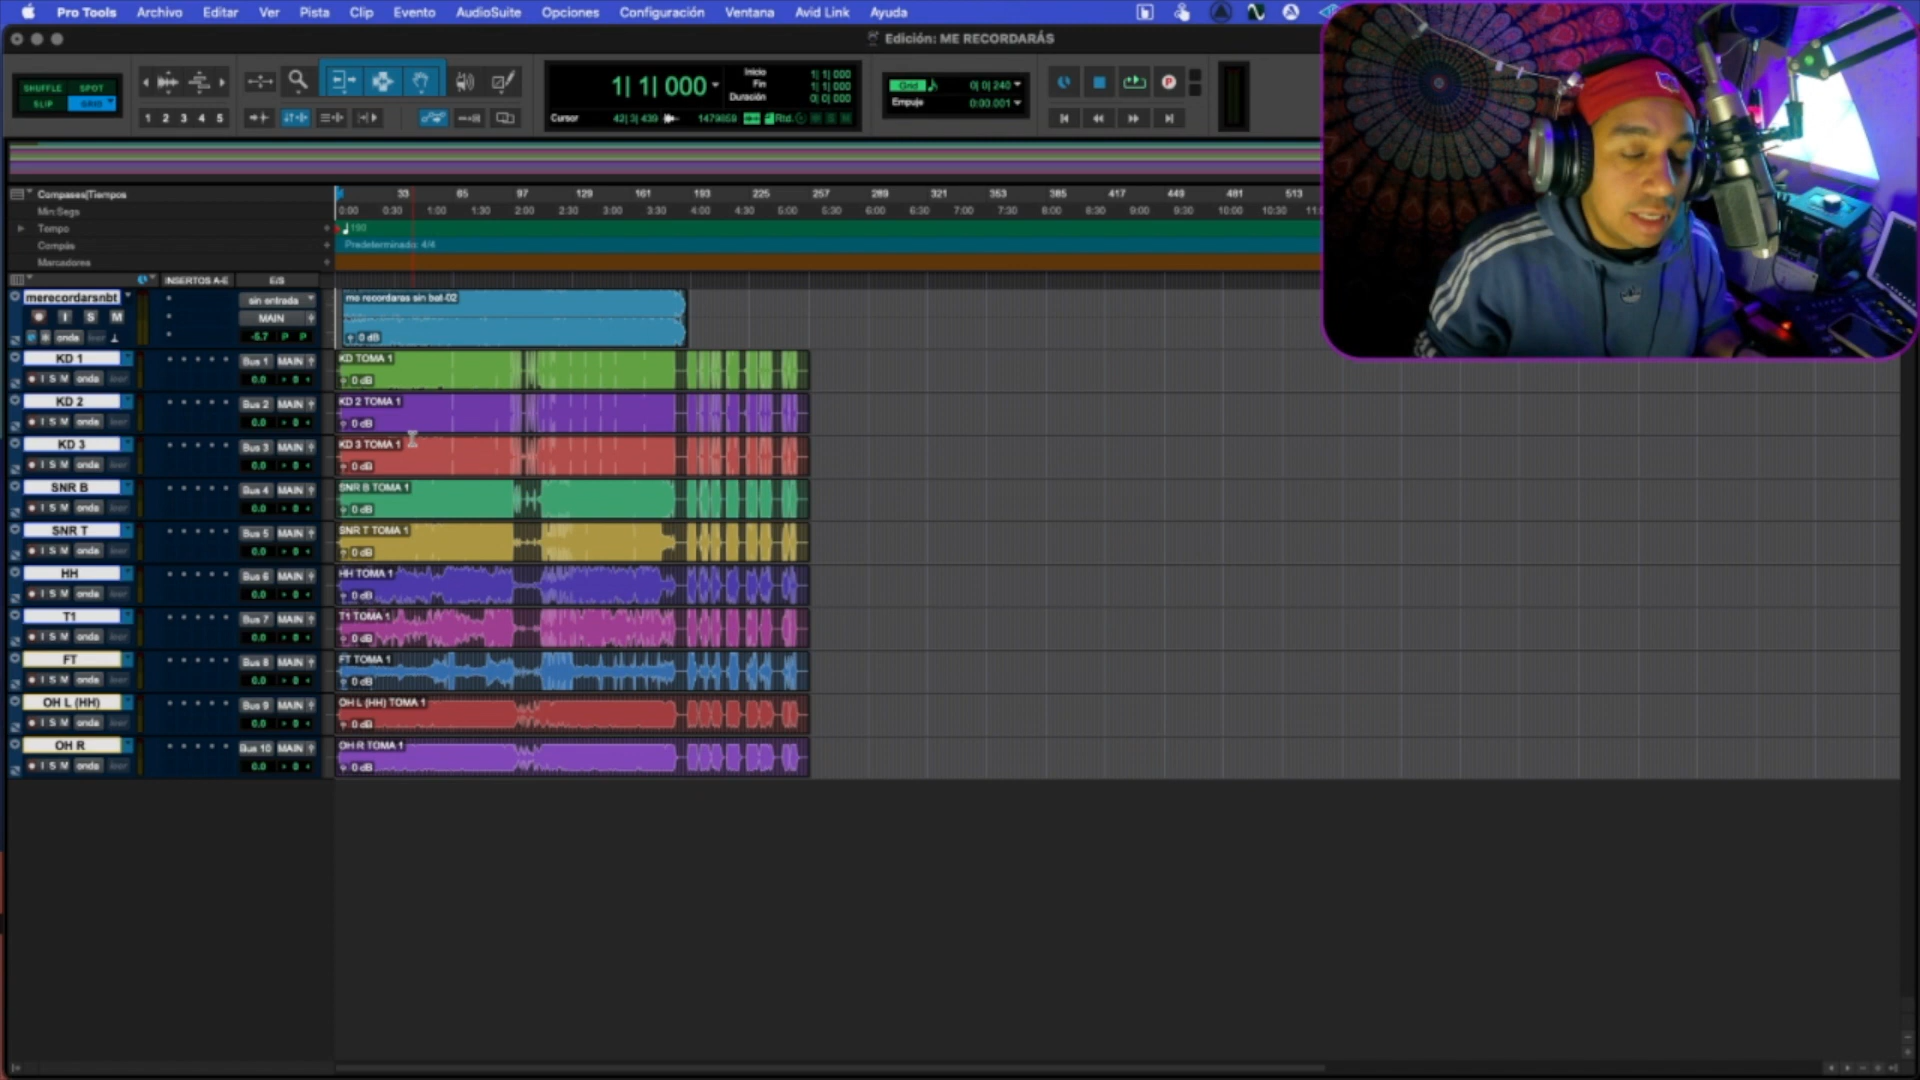 Pro Tools Archivo Editar Ver Pista Clip Evento AudioSuite Opciones Configuración Ventana Avid Link Ayuda
Edición: ME RECORDARÁS
SHUFFLE SPOT
SLIP GRID
1 2 3 4 5
1| 1| 000
Inicio 1| 1| 000
Fin 1| 1| 000
Duración 0| 0| 000
Cursor 42| 3| 439 1479859 Rtd.
Grid 0| 0| 240
Empuje 0:00.001
Compases|Tiempos 33 65 97 129 161 193 225 257 289 321 353 385 417 449 481 513
Min:Segs 0:00 0:30 1:00 1:30 2:00 2:30 3:00 3:30 4:00 4:30 5:00 5:30 6:00 6:30 7:00 7:30 8:00 8:30 9:00 9:30 10:00 10:30
Tempo 190
Compás Predeterminado: 4/4
Marcadores
INSERTOS A-E E/S
merecordarsnbt sin entrada me recordaras sin bat-02
I S M MAIN
onda -5.7 P P 0 dB
KD 1 Bus 1 MAIN KD TOMA 1
I S M onda leer 0.0 0 0 dB
KD 2 Bus 2 MAIN KD 2 TOMA 1
I S M onda leer 0.0 0 0 dB
KD 3 Bus 3 MAIN KD 3 TOMA 1
I S M onda leer 0.0 0 0 dB
SNR B Bus 4 MAIN SNR B TOMA 1
I S M onda leer 0.0 0 0 dB
SNR T Bus 5 MAIN SNR T TOMA 1
I S M onda leer 0.0 0 0 dB
HH Bus 6 MAIN HH TOMA 1
I S M onda leer 0.0 0 0 dB
T1 Bus 7 MAIN T1 TOMA 1
I S M onda leer 0.0 0 0 dB
FT Bus 8 MAIN FT TOMA 1
I S M onda leer 0.0 0 0 dB
OH L (HH) Bus 9 MAIN OH L (HH) TOMA 1
I S M onda leer 0.0 0 0 dB
OH R Bus 10 MAIN OH R TOMA 1
I S M onda leer 0.0 0 0 dB